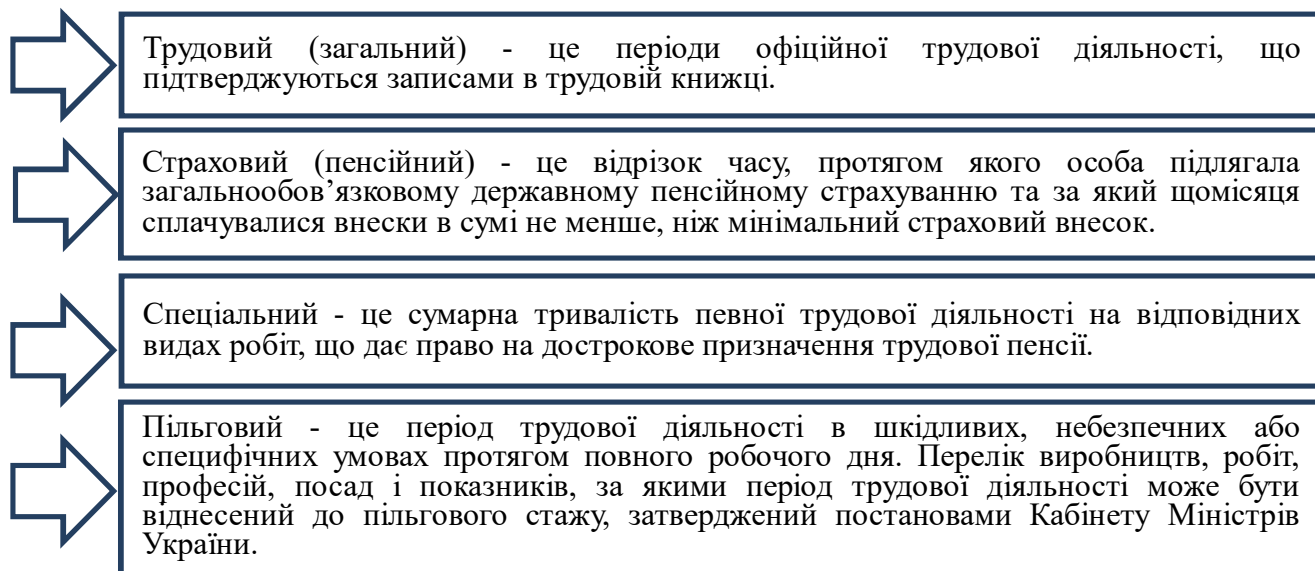 Трудовий (загальний) - це періоди офіційної трудової діяльності, що
підтверджуються записами в трудовій книжці.
Страховий (пенсійний) - це відрізок часу, протягом якого особа підлягала
загальнообов’язковому державному пенсійному страхуванню та за який щомісяця
сплачувалися внески в сумі не менше, ніж мінімальний страховий внесок.
Спеціальний - це сумарна тривалість певної трудової діяльності на відповідних
видах робіт, що дає право на дострокове призначення трудової пенсії.
Пільговий - це період трудової діяльності в шкідливих, небезпечних або
специфічних умовах протягом повного робочого дня. Перелік виробництв, робіт,
професій, посад і показників, за якими період трудової діяльності може бути
віднесений до пільгового стажу, затверджений постановами Кабінету Міністрів
України.